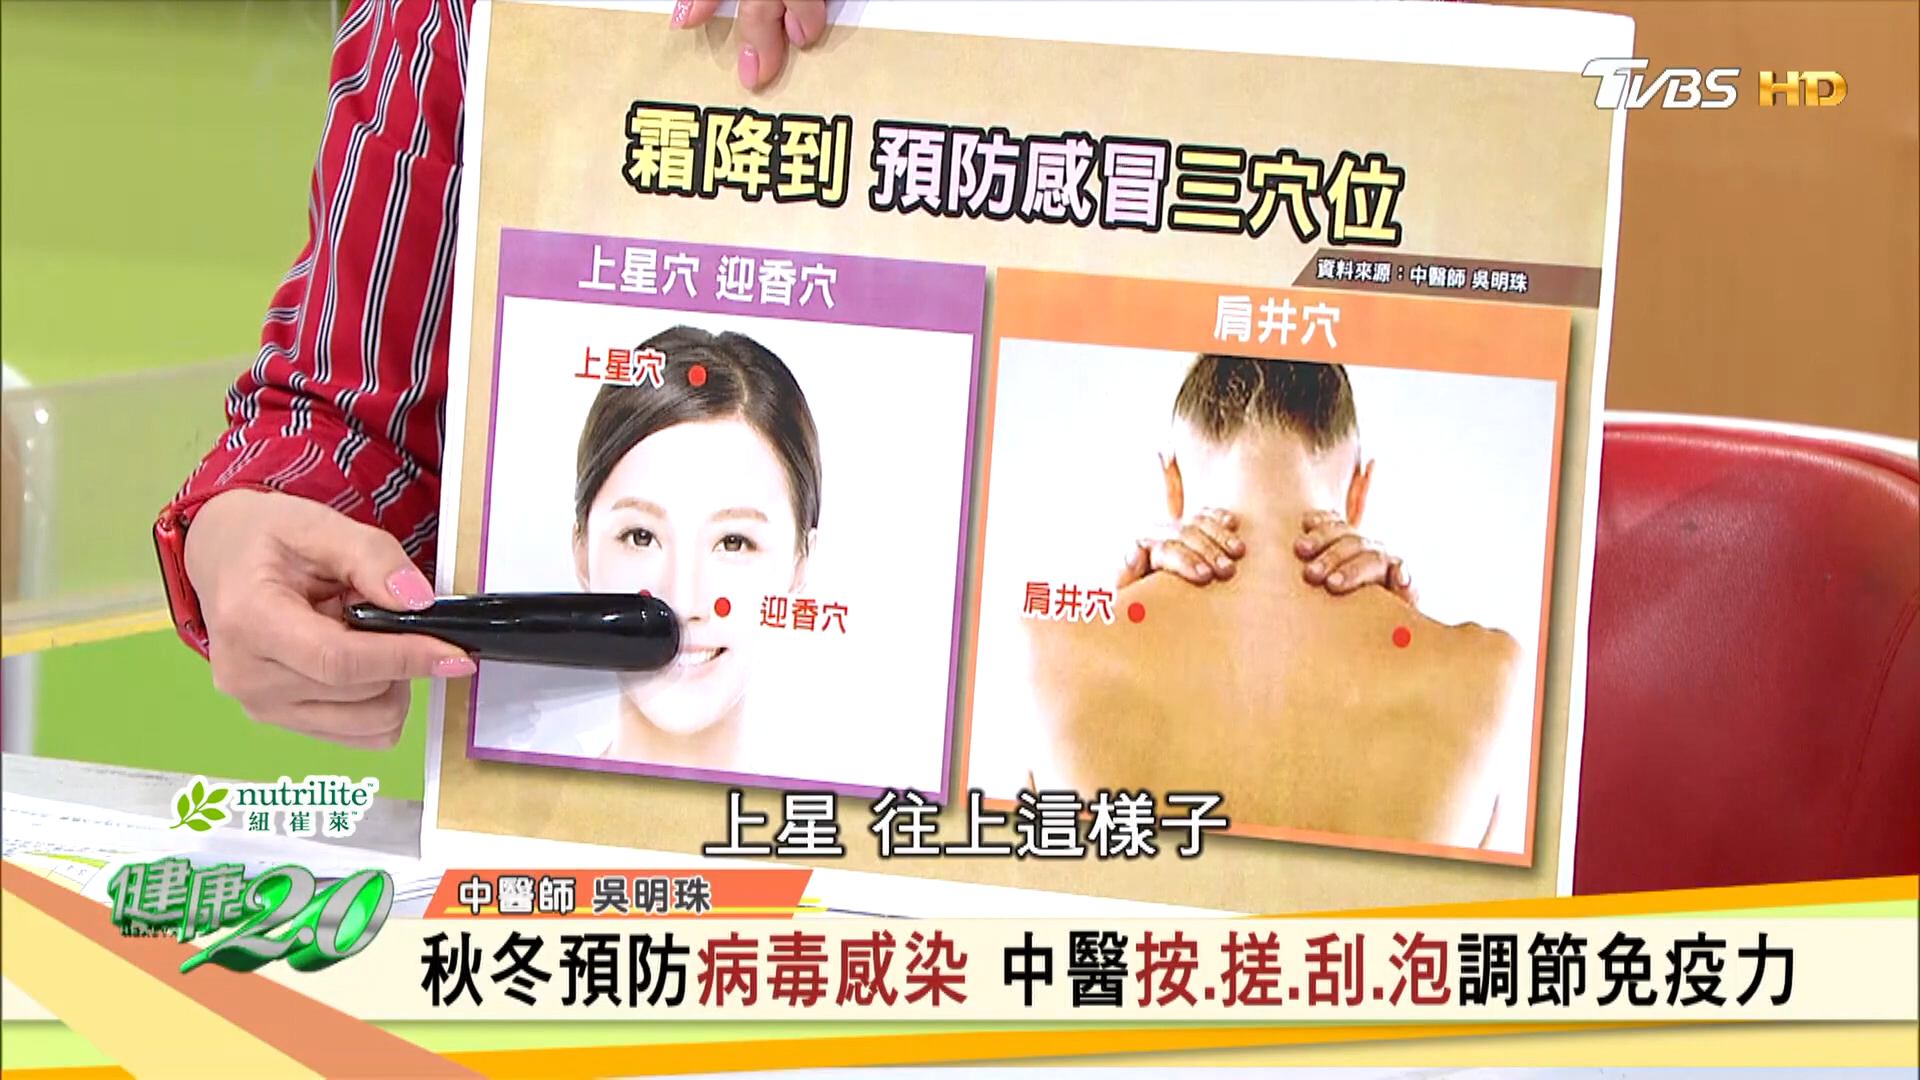 TVBS HD
霜降到 預防感冒三穴位
資料來源：中醫師 吳明珠
上星穴 迎香穴
肩井穴
上星穴
迎香穴
肩井穴
nutrilite™
紐崔萊™
上星 往上這樣子
健康2.0
中醫師 吳明珠
秋冬預防病毒感染 中醫按.搓.刮.泡調節免疫力